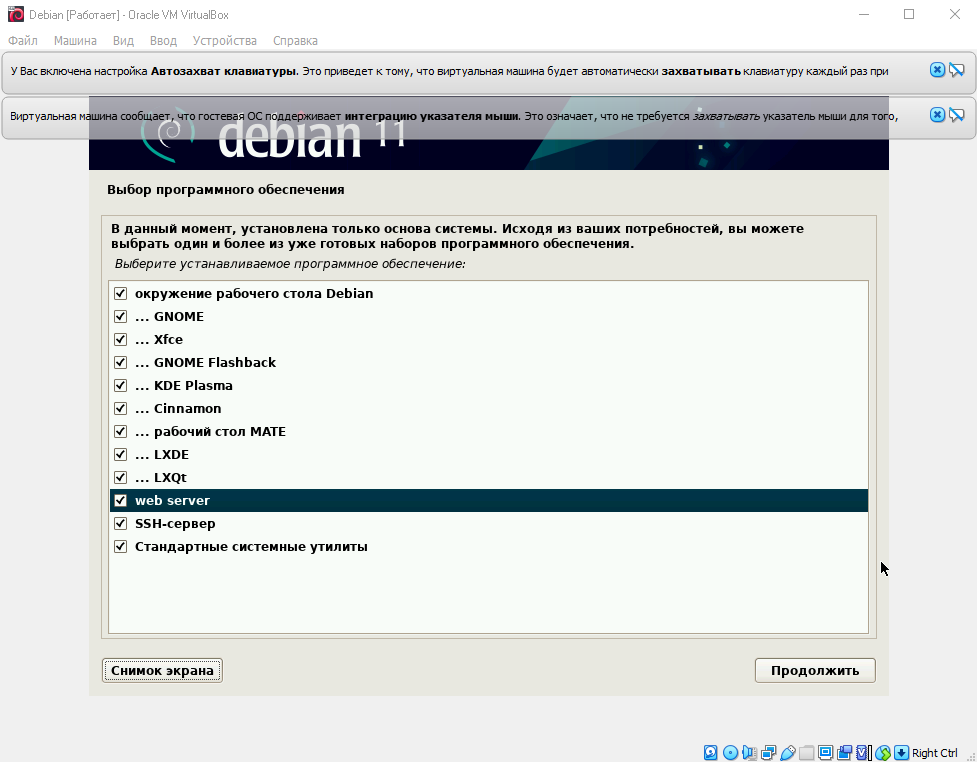 Debian [Работает] - Oracle VM VirtualBox
Файл Машина Вид Ввод Устройства Справка
У Вас включена настройка Автозахват клавиатуры. Это приведет к тому, что виртуальная машина будет автоматически захватывать клавиатуру каждый раз при
Виртуальная машина сообщает, что гостевая ОС поддерживает интеграцию указателя мыши. Это означает, что не требуется захватывать указатель мыши для того,
debian 11
Выбор программного обеспечения
В данный момент, установлена только основа системы. Исходя из ваших потребностей, вы можете
выбрать один и более из уже готовых наборов программного обеспечения.
Выберите устанавливаемое программное обеспечение:
окружение рабочего стола Debian
... GNOME
... Xfce
... GNOME Flashback
... KDE Plasma
... Cinnamon
... рабочий стол MATE
... LXDE
... LXQt
web server
SSH-сервер
Стандартные системные утилиты
Снимок экрана Продолжить
Right Ctrl